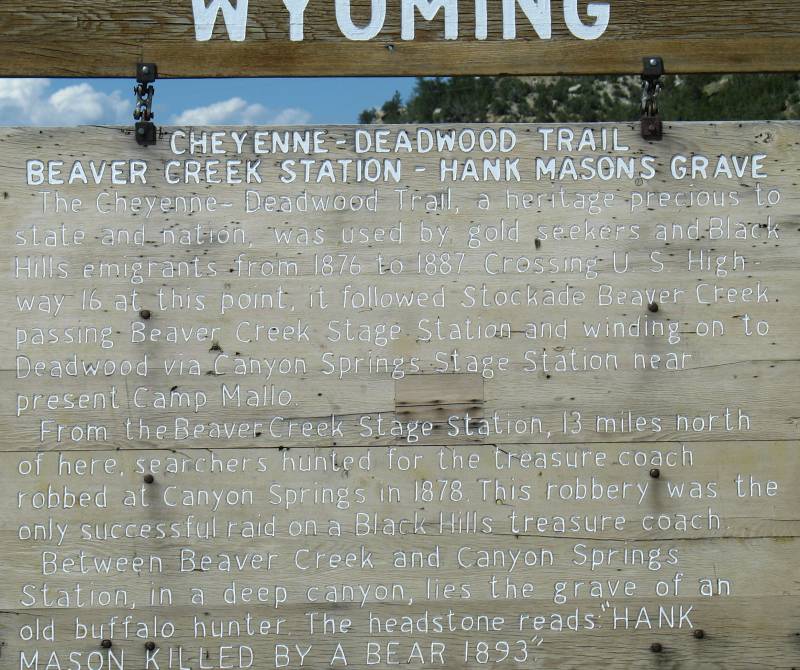 WYOMING
CHEYENNE-DEADWOOD TRAIL
BEAVER CREEK STATION - HANK MASONS GRAVE
The Cheyenne- Deadwood Trail, a heritage precious to
state and nation, was used by gold seekers and Black
Hills emigrants from 1876 to 1887 Crossing U. S. High-
way 16 at this point, it followed Stockade Beaver Creek.
passing Beaver Creek Stage Station and winding on to
Deadwood via Canyon Springs Stage Station near
present Camp Mallo.
From the Beaver Creek Stage Station, 13 miles north
of here, searchers hunted for the treasure coach
robbed at Canyon Springs in 1878. This robbery was the
only successful raid on a Black Hills treasure coach.
Between Beaver Creek and Canyon Springs
Station, in a deep canyon, lies the grave of an
old buffalo hunter. The headstone reads: "HANK
MASON KILLED BY A BEAR 1893"